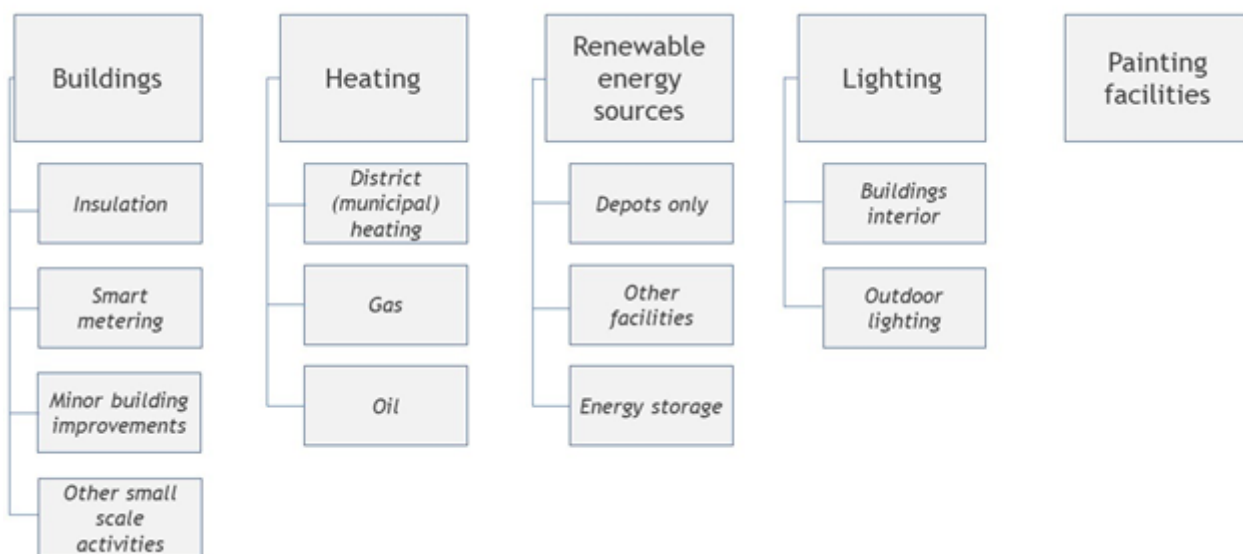 Buildings
Insulation
Smart
metering
Minor building
improvements
Other small
scale
activities
Heating
District
(municipal)
heating
Gas
Oil
Renewable
energy
sources
Depots only
Other
facilities
Energy storage
Lighting
Buildings
interior
Outdoor
lighting
Painting
facilities